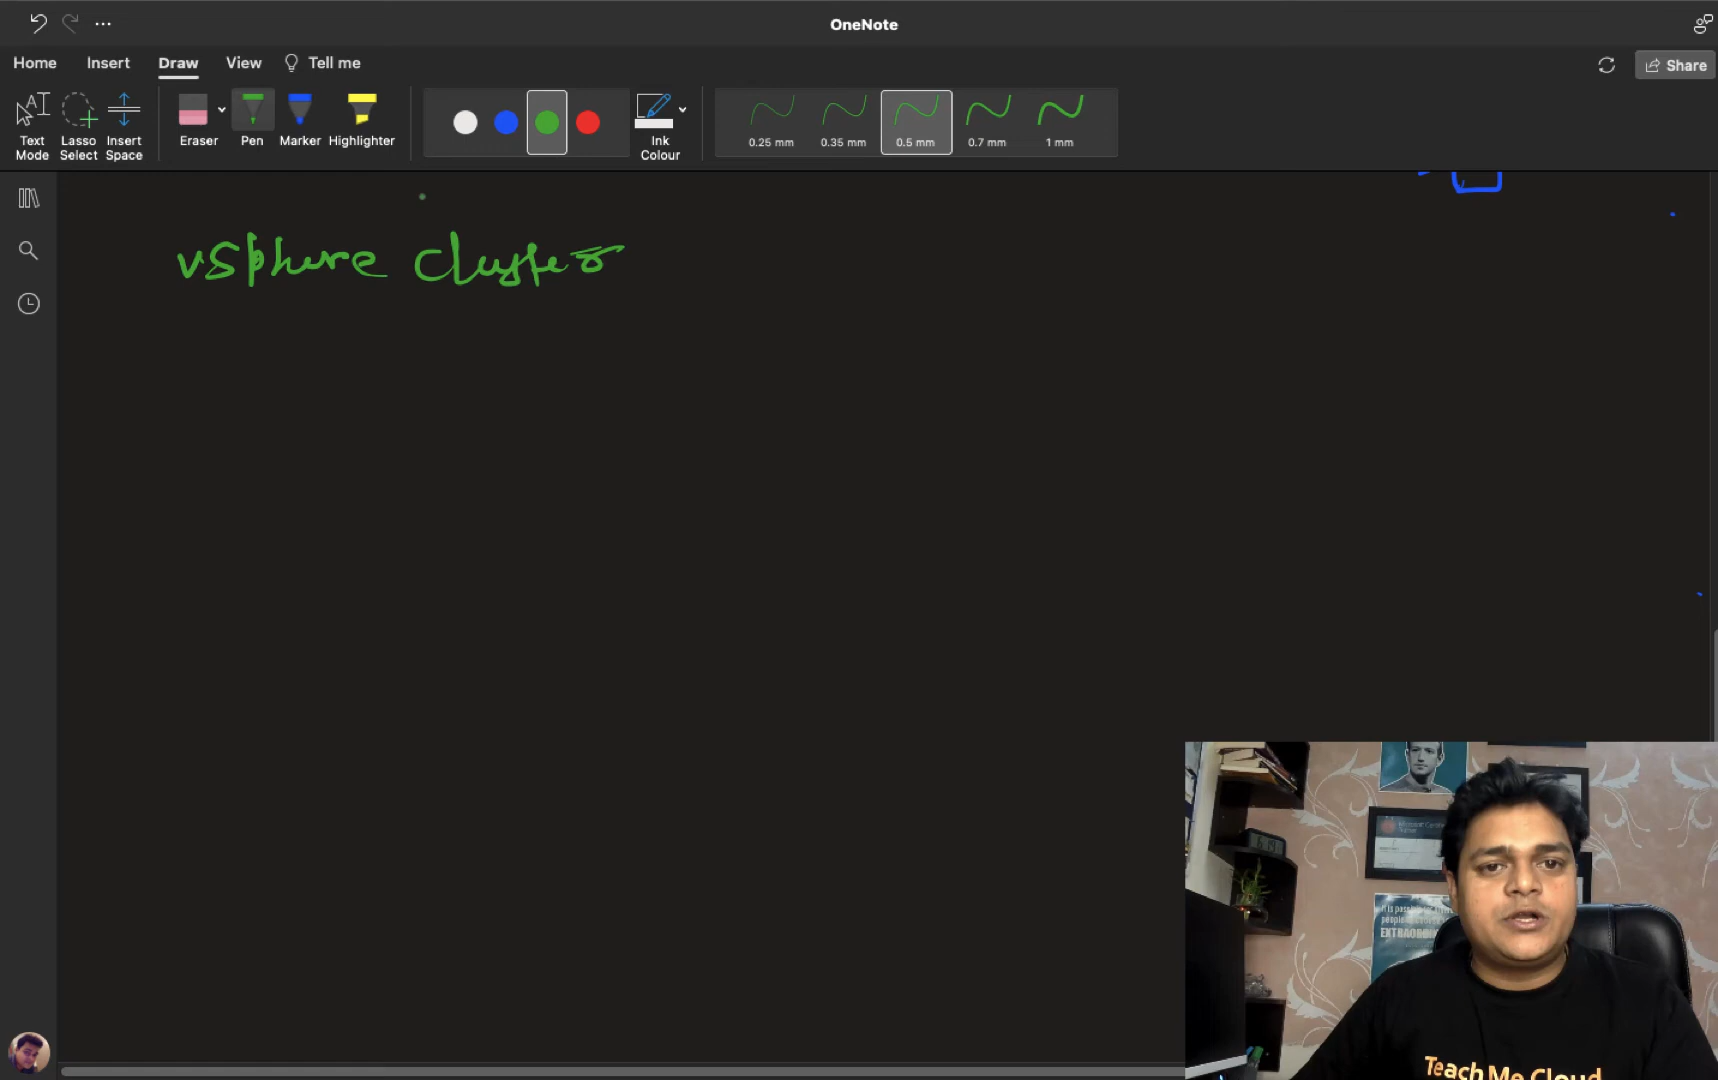 OneNote
Home Insert Draw View Tell me
Share
Text Mode
Lasso Select
Insert Space
Eraser
Pen
Marker
Highlighter
Ink Colour
0.25 mm
0.35 mm
0.5 mm
0.7 mm
1 mm
vSphere cluster
EXTRAORDI
Teach Me Cloud